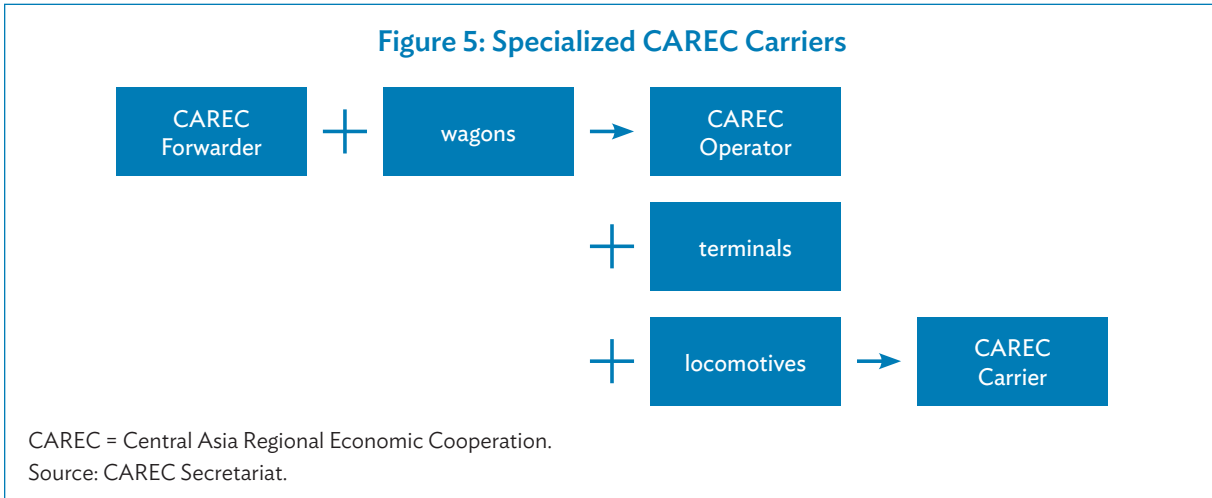 Figure 5: Specialized CAREC Carriers
CAREC
Forwarder
+
wagons
CAREC
Operator
+
terminals
+
locomotives
CAREC
Carrier
CAREC = Central Asia Regional Economic Cooperation.
Source: CAREC Secretariat.